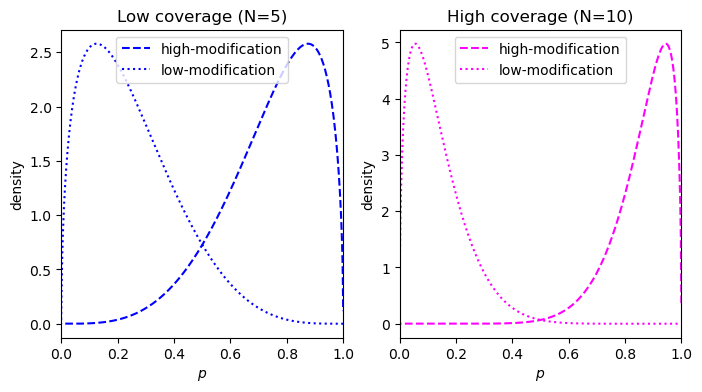 Low coverage (N=5)
high-modification
low-modification
density
2.5
2.0
1.5
1.0
0.5
0.0
0.0 0.2 0.4 0.6 0.8 1.0
p
High coverage (N=10)
high-modification
low-modification
density
5
4
3
2
1
0
0.0 0.2 0.4 0.6 0.8 1.0
p